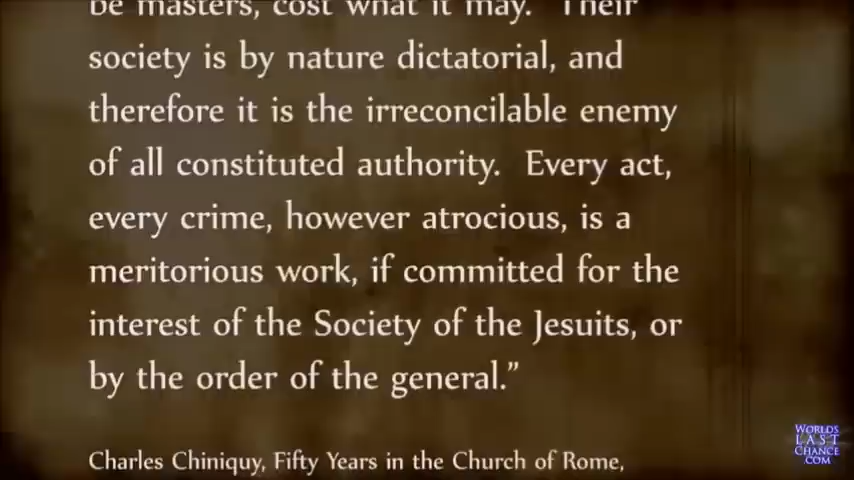 be masters, cost what it may. Their
society is by nature dictatorial, and
therefore it is the irreconcilable enemy
of all constituted authority. Every act,
every crime, however atrocious, is a
meritorious work, if committed for the
interest of the Society of the Jesuits, or
by the order of the general.”
Charles Chiniquy, Fifty Years in the Church of Rome,
WORLDS
LAST
CHANCE
.COM